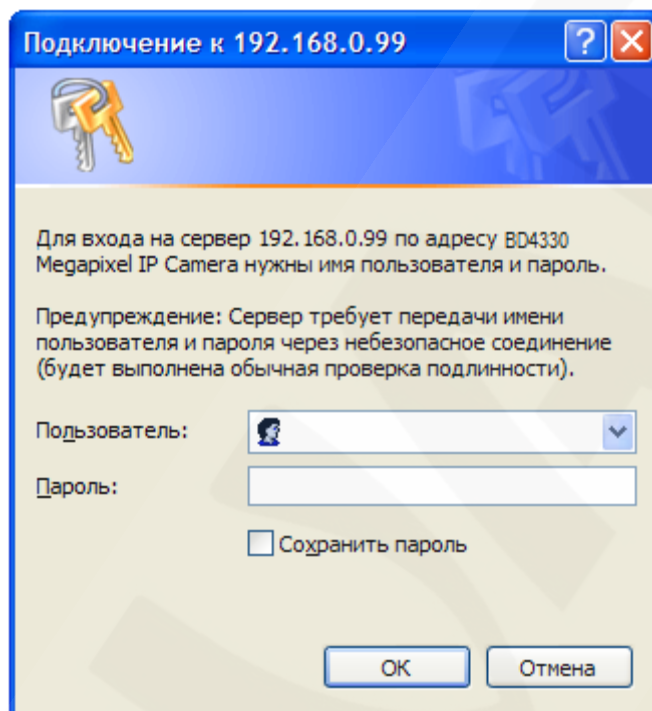 Подключение к 192.168.0.99
Для входа на сервер 192.168.0.99 по адресу BD4330
Megapixel IP Camera нужны имя пользователя и пароль.
Предупреждение: Сервер требует передачи имени
пользователя и пароля через небезопасное соединение
(будет выполнена обычная проверка подлинности).
Пользователь:
Пароль:
Сохранить пароль
OK
Отмена